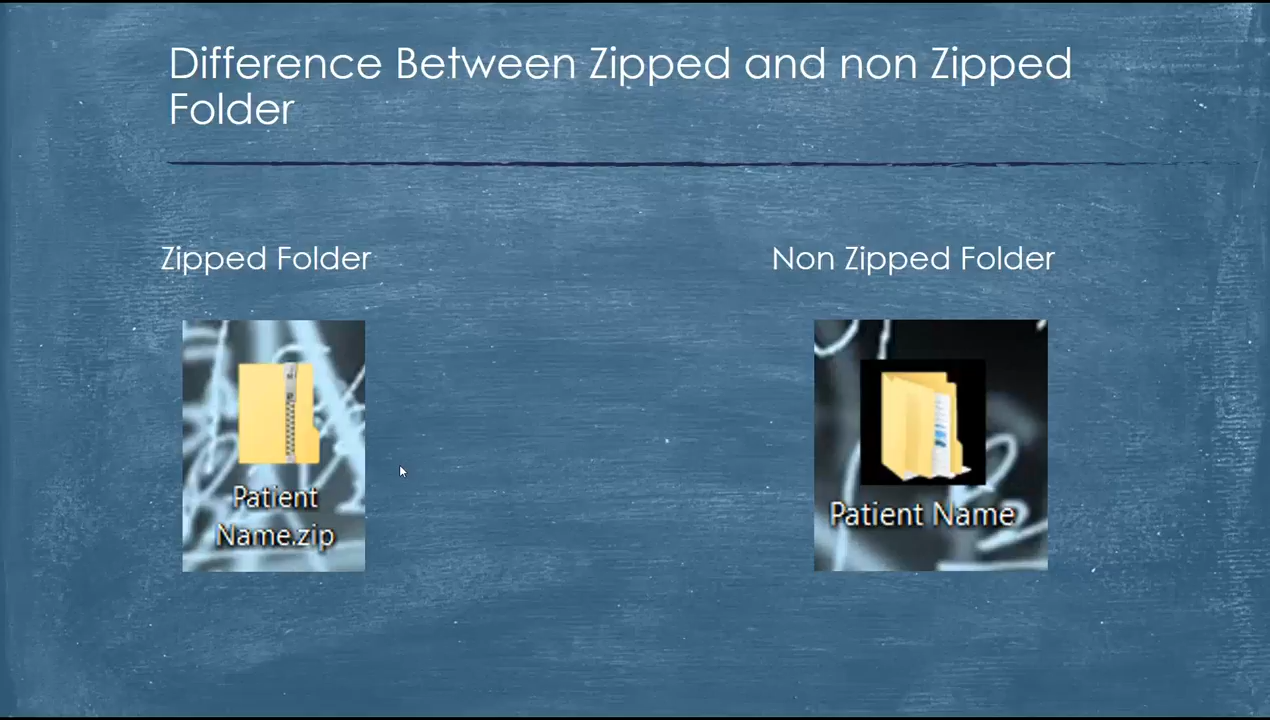 Difference Between Zipped and non Zipped
Folder
Zipped Folder
Non Zipped Folder
Patient
Name.zip
Patient Name